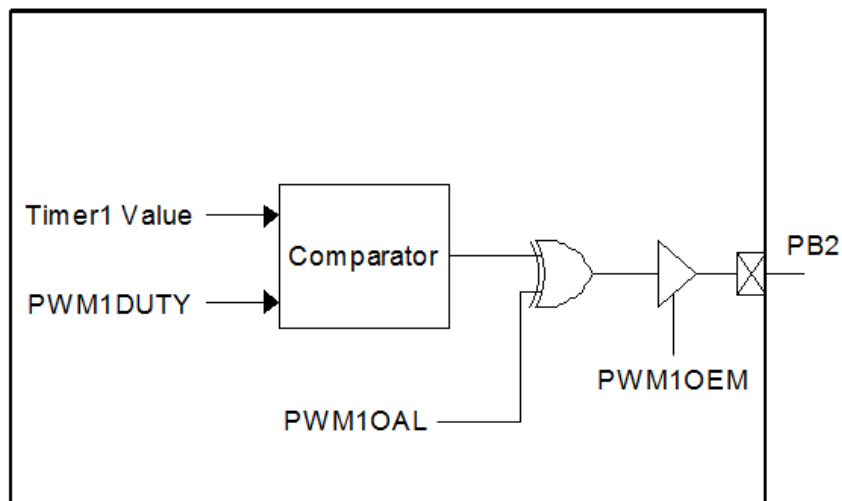 PB2
Timer1 Value
Comparator
PWM1DUTY
PWM1OEM
PWM1OAL